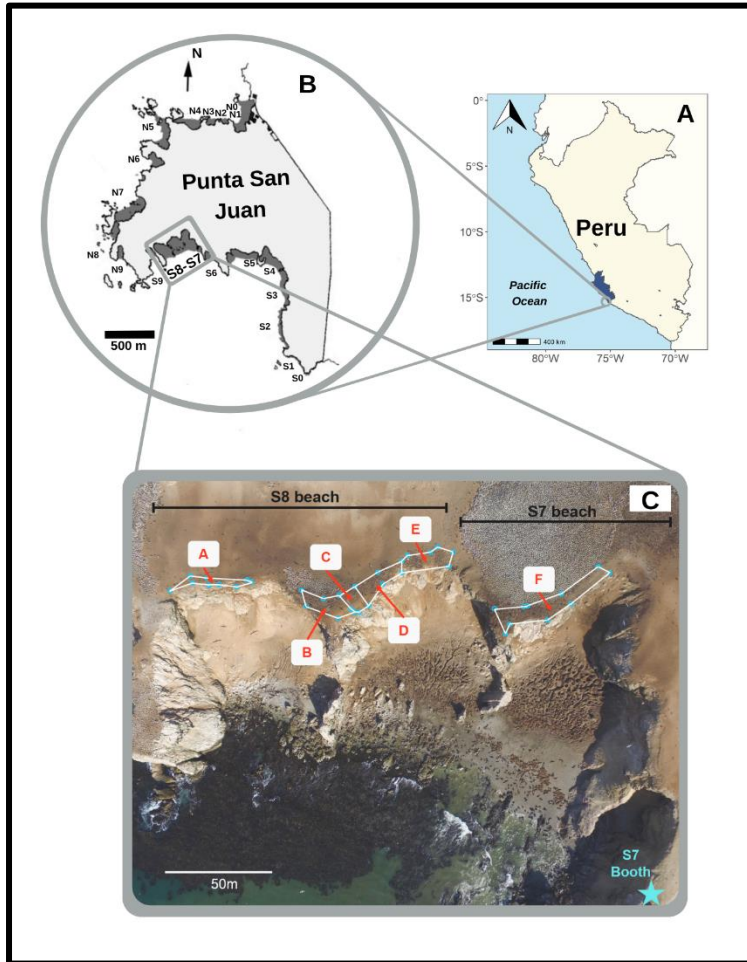 N
B
N0
N4 N3 N2 N1
N5
N6
N7
N8
N9
Punta San
Juan
S8-S7
S9
S6
S5
S4
S3
S2
S1
S0
500 m
A
N
0°
5°S
10°S
15°S
Peru
Pacific
Ocean
400 km
80°W 75°W 70°W
C
S8 beach
S7 beach
A
B
C
D
E
F
50m
S7
Booth